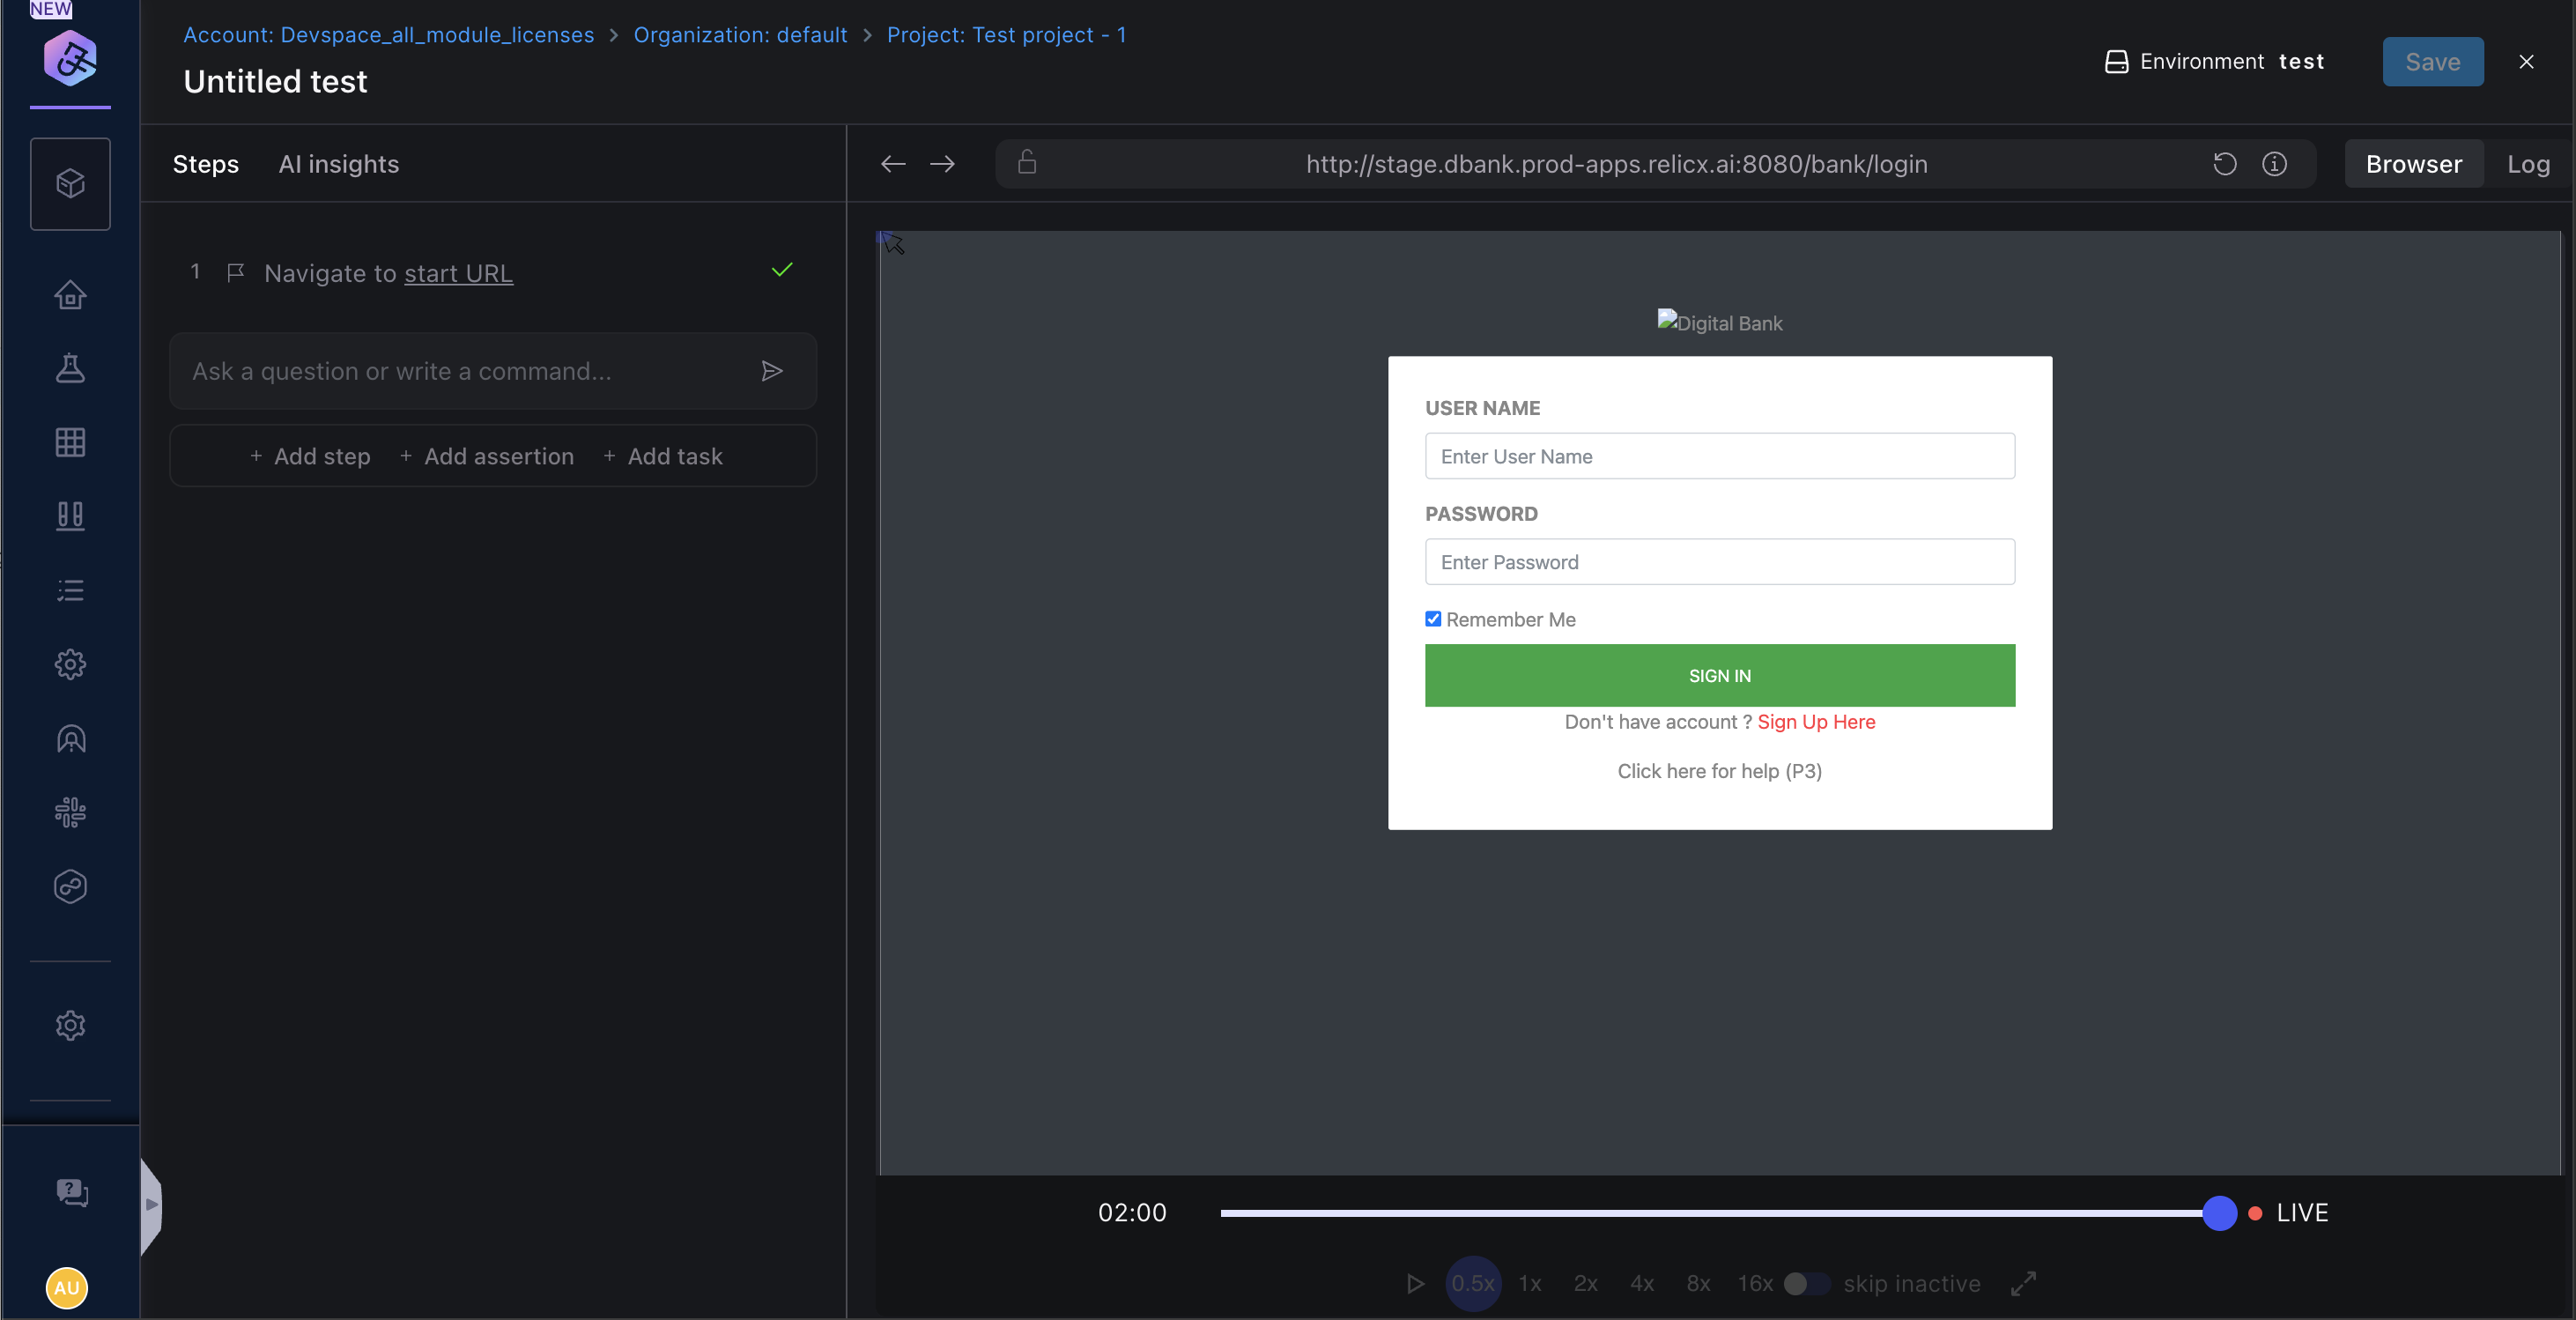 NEW
Account: Devspace_all_module_licenses > Organization: default > Project: Test project - 1
Untitled test
Environment test
Save
Steps
AI insights
http://stage.dbank.prod-apps.relicx.ai:8080/bank/login
Browser
Log
1 Navigate to start URL
Ask a question or write a command...
+ Add step + Add assertion + Add task
Digital Bank
USER NAME
Enter User Name
PASSWORD
Enter Password
Remember Me
SIGN IN
Don't have account ? Sign Up Here
Click here for help (P3)
02:00
LIVE
0.5x 1x 2x 4x 8x 16x skip inactive
AU